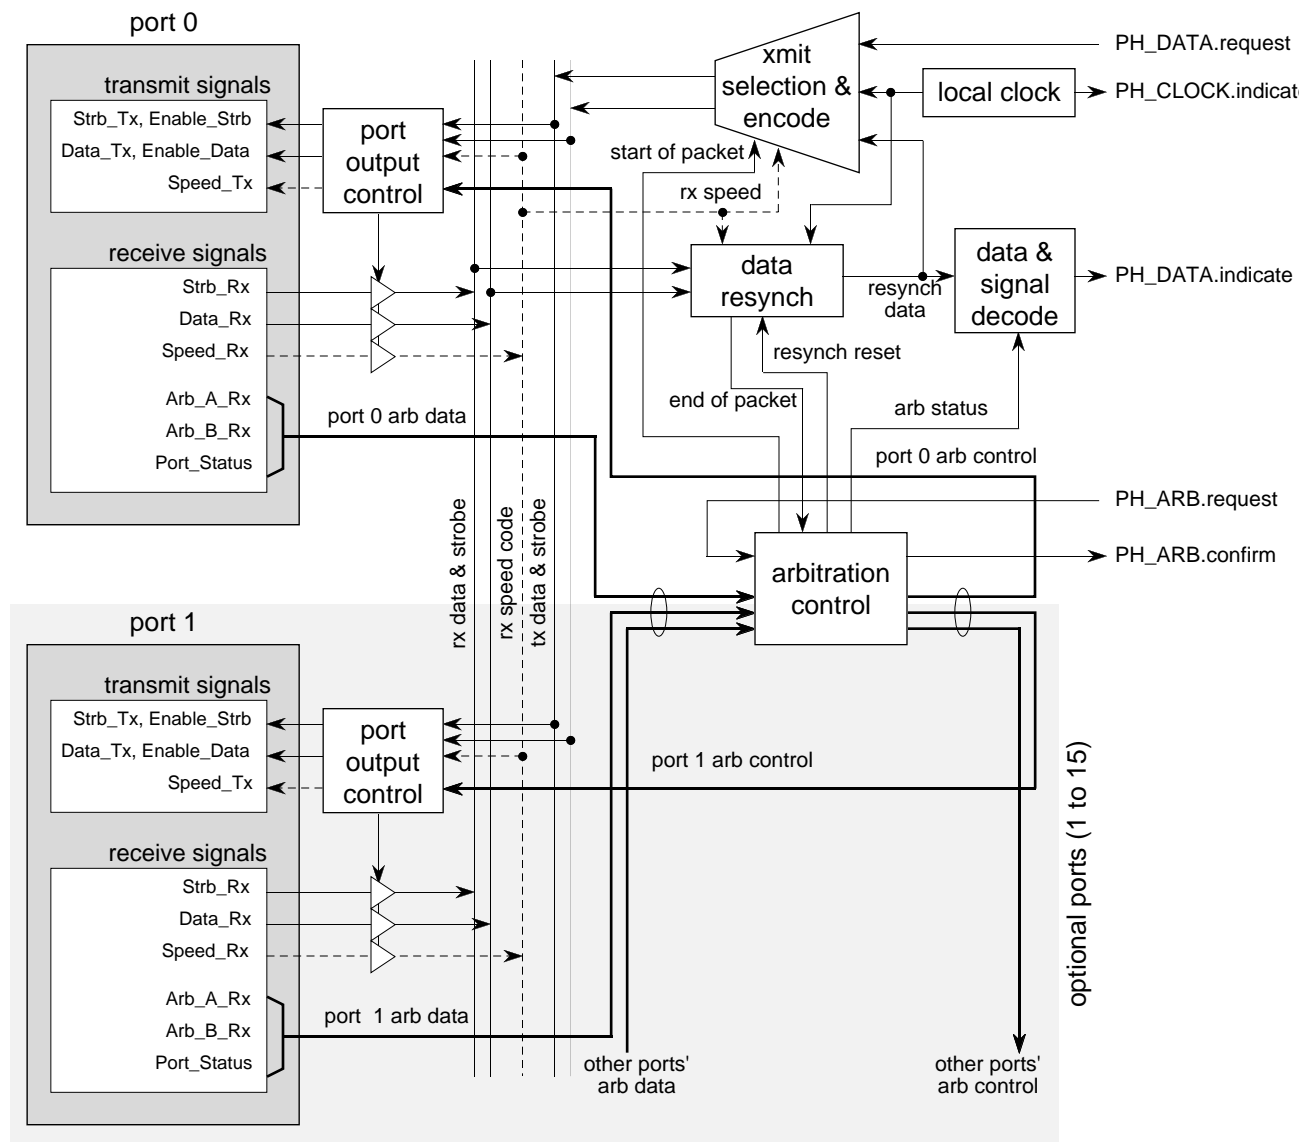 port 0
transmit signals
Strb_Tx, Enable_Strb
Data_Tx, Enable_Data
Speed_Tx
port
output
control
receive signals
Strb_Rx
Data_Rx
Speed_Rx
Arb_A_Rx
Arb_B_Rx
Port_Status
port 0 arb data
xmit
selection &
encode
PH_DATA.request
local clock
PH_CLOCK.indicate
start of packet
rx speed
data
resynch
resynch
data
data &
signal
decode
PH_DATA.indicate
resynch reset
end of packet
arb status
port 0 arb control
PH_ARB.request
arbitration
control
PH_ARB.confirm
rx data & strobe
rx speed code
tx data & strobe
port 1
transmit signals
Strb_Tx, Enable_Strb
Data_Tx, Enable_Data
Speed_Tx
port
output
control
port 1 arb control
receive signals
Strb_Rx
Data_Rx
Speed_Rx
Arb_A_Rx
Arb_B_Rx
Port_Status
port 1 arb data
other ports'
arb data
other ports'
arb control
optional ports (1 to 15)